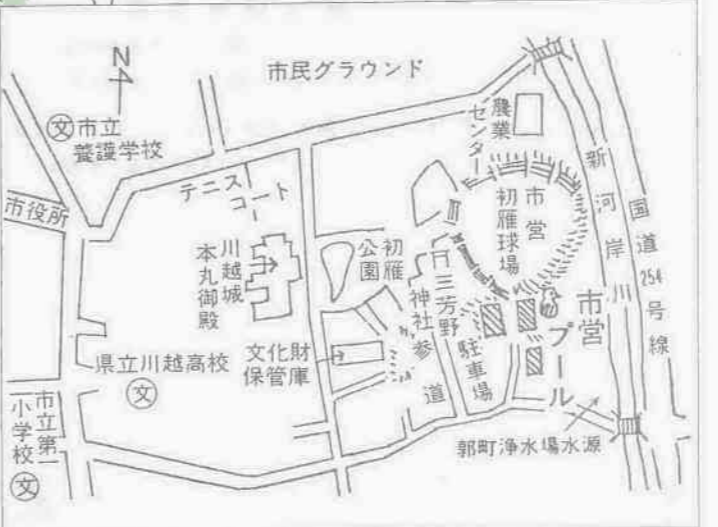 N
市民グラウンド
㊛市立
養護学校
市役所
テニス
コート
農業
センター
市営
初雁球場
新河岸川
国道254号線
川越城
本丸御殿
初雁
公園
三芳野
神社参道
駐車場
市営
プール
県立川越高校
文
文化財
保管庫
市立第一
小学校
文
郭町浄水場水源